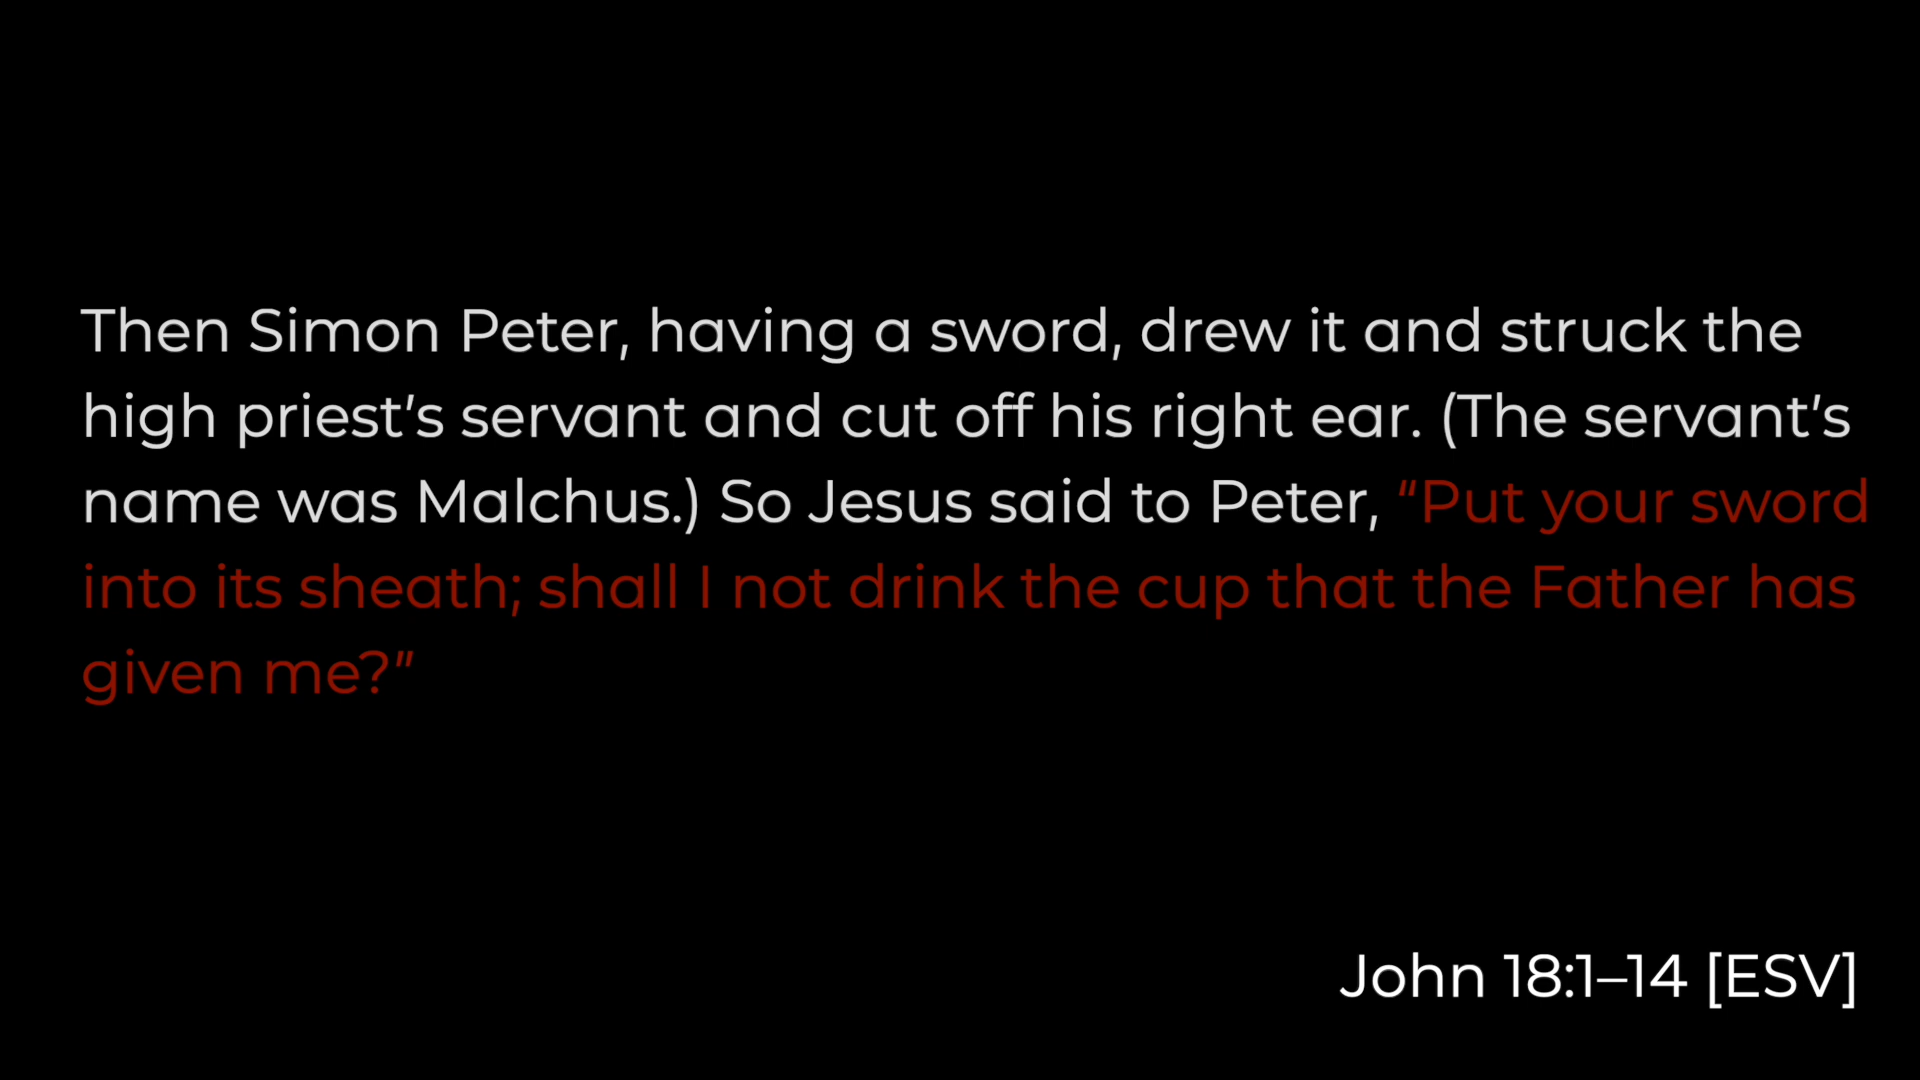 Then Simon Peter, having a sword, drew it and struck the
high priest’s servant and cut off his right ear. (The servant’s
name was Malchus.) So Jesus said to Peter, “Put your sword
into its sheath; shall I not drink the cup that the Father has
given me?”
John 18:1–14 [ESV]